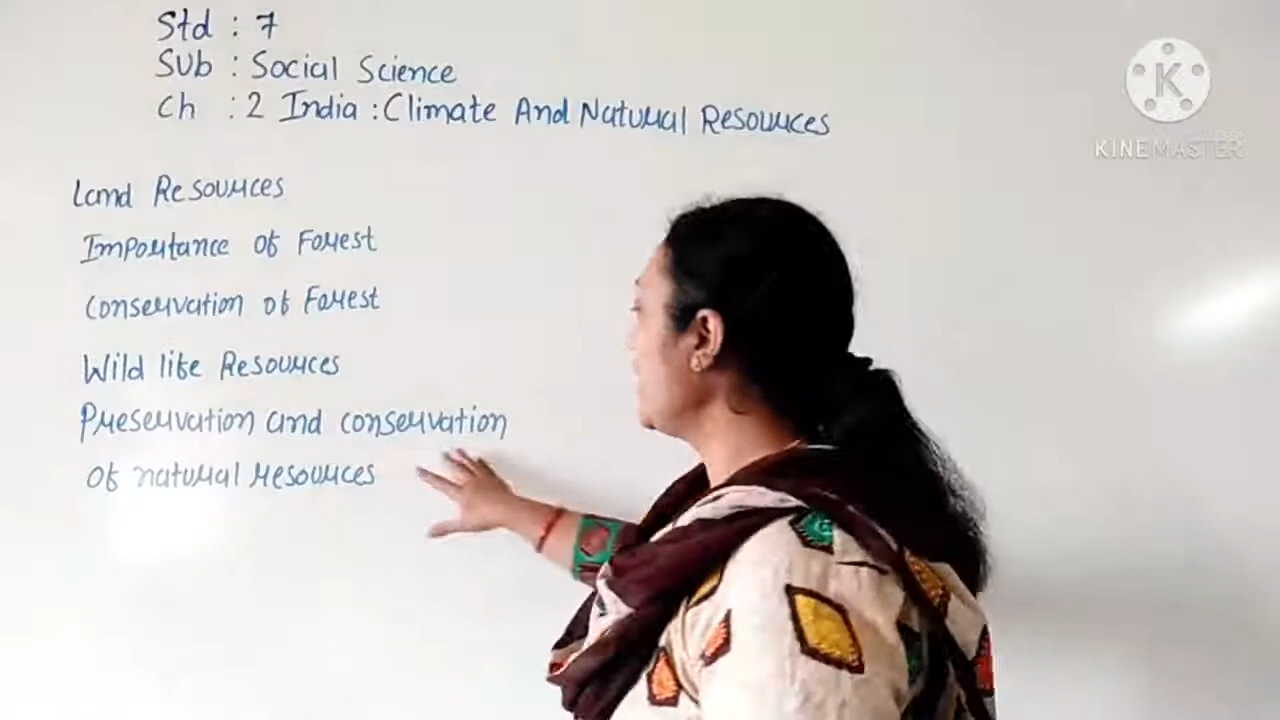 Std : 7
Sub : Social Science
Ch : 2 India : Climate And Natural Resources
Land Resources
Importance of Forest
Conservation of Forest
Wild life Resources
Preservation and conservation
of natural resources
K
KINEMASTER